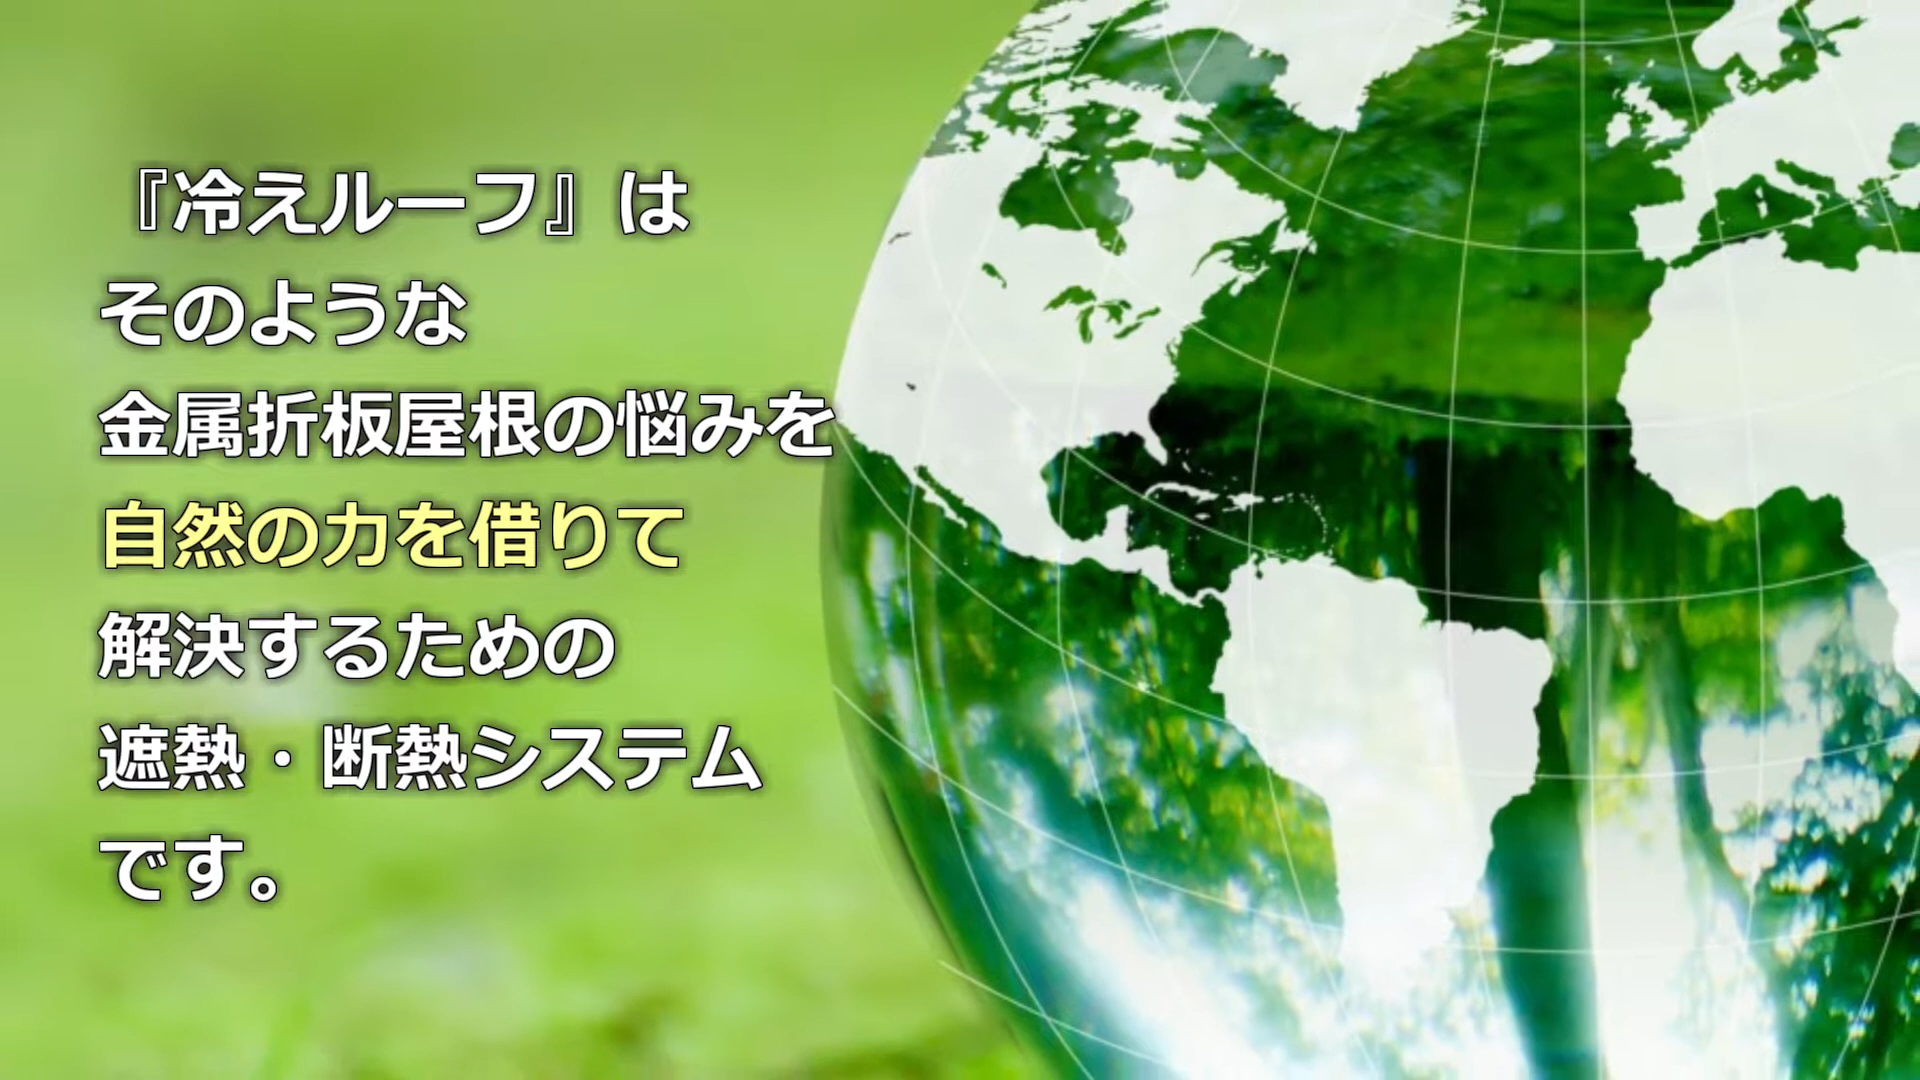 『冷えルーフ』は
そのような
金属折板屋根の悩みを
自然の力を借りて
解決するための
遮熱・断熱システム
です。